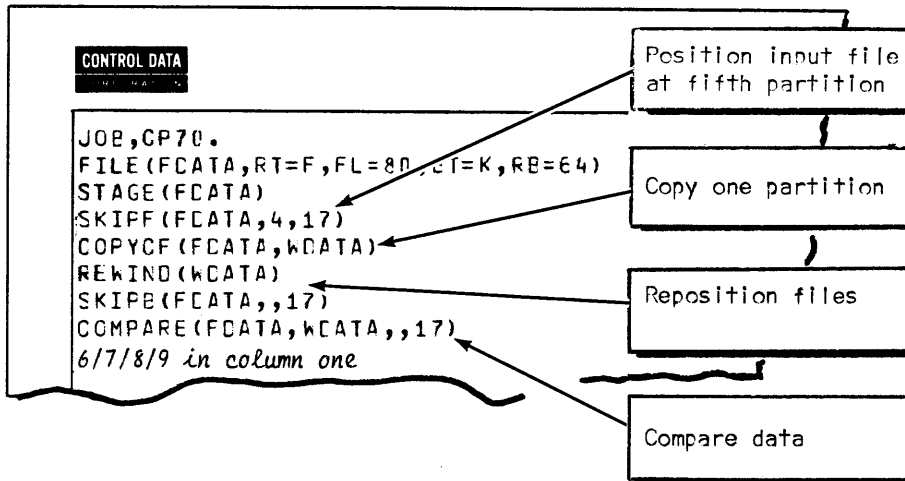 CONTROL DATA
JOB,CP70.
FILE(FDATA,RT=F,FL=80,BT=K,RB=64)
STAGE(FDATA)
SKIPF(FDATA,4,17)
COPYCF(FDATA,WDATA)
REWIND(WDATA)
SKIPB(FDATA,,17)
COMPARE(FDATA,WDATA,,17)
6/7/8/9 in column one
Position input file
at fifth partition
Copy one partition
Reposition files
Compare data